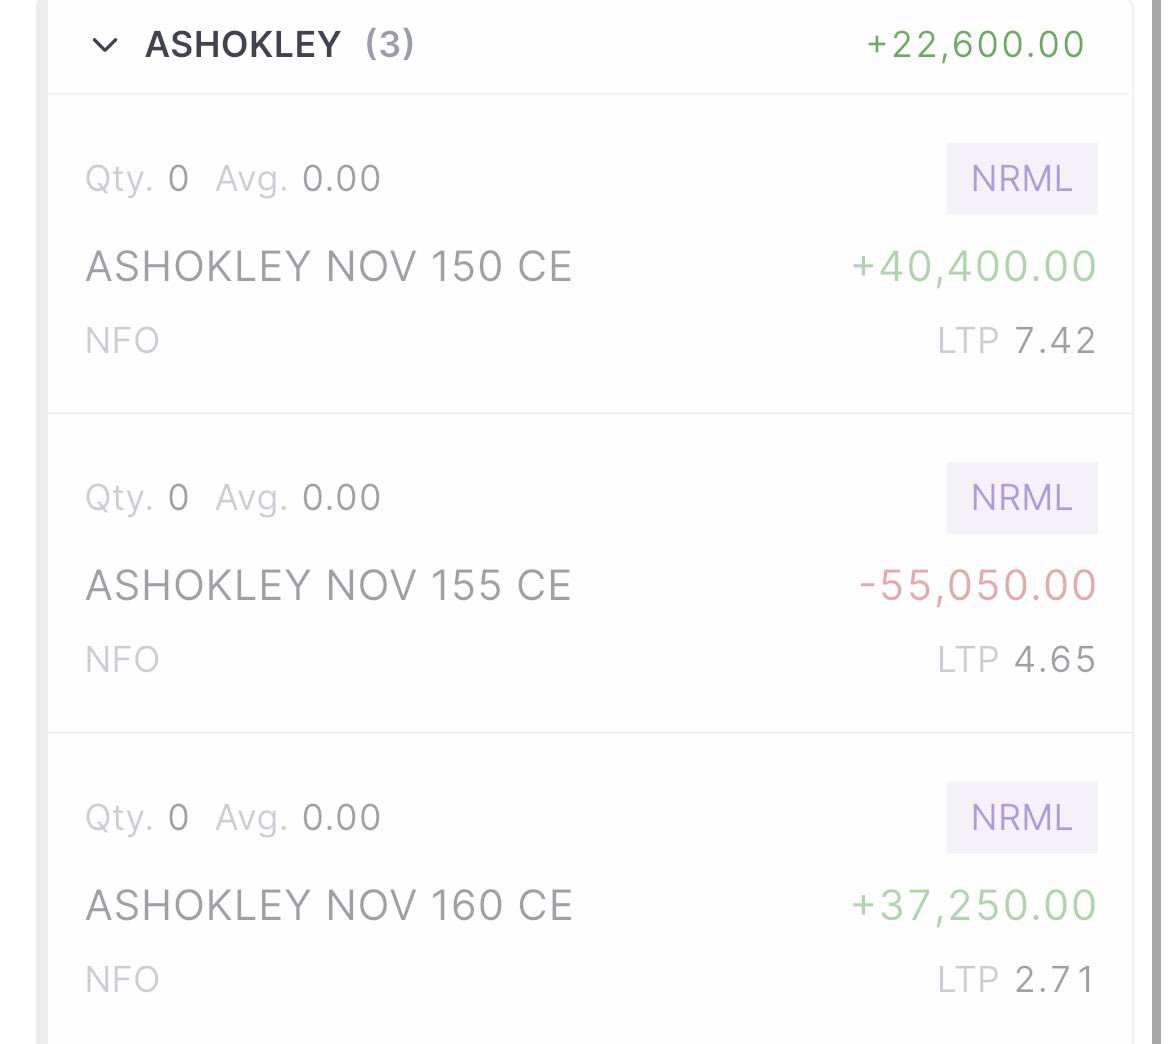 ASHOKLEY (3) +22,600.00
Qty. 0 Avg. 0.00 NRML
ASHOKLEY NOV 150 CE +40,400.00
NFO LTP 7.42
Qty. 0 Avg. 0.00 NRML
ASHOKLEY NOV 155 CE -55,050.00
NFO LTP 4.65
Qty. 0 Avg. 0.00 NRML
ASHOKLEY NOV 160 CE +37,250.00
NFO LTP 2.71